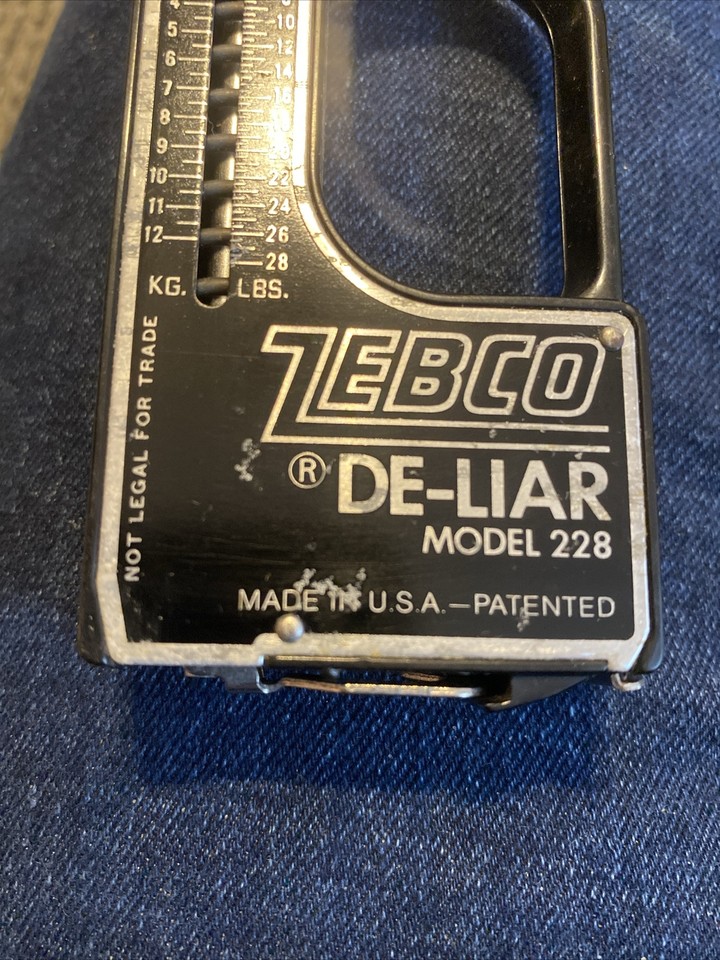 4
5
6
7
8
9
10
11
12
KG.
10
12
14
22
24
26
28
LBS.
NOT LEGAL FOR TRADE
ZEBCO
® DE-LIAR
MODEL 228
MADE IN U.S.A.—PATENTED